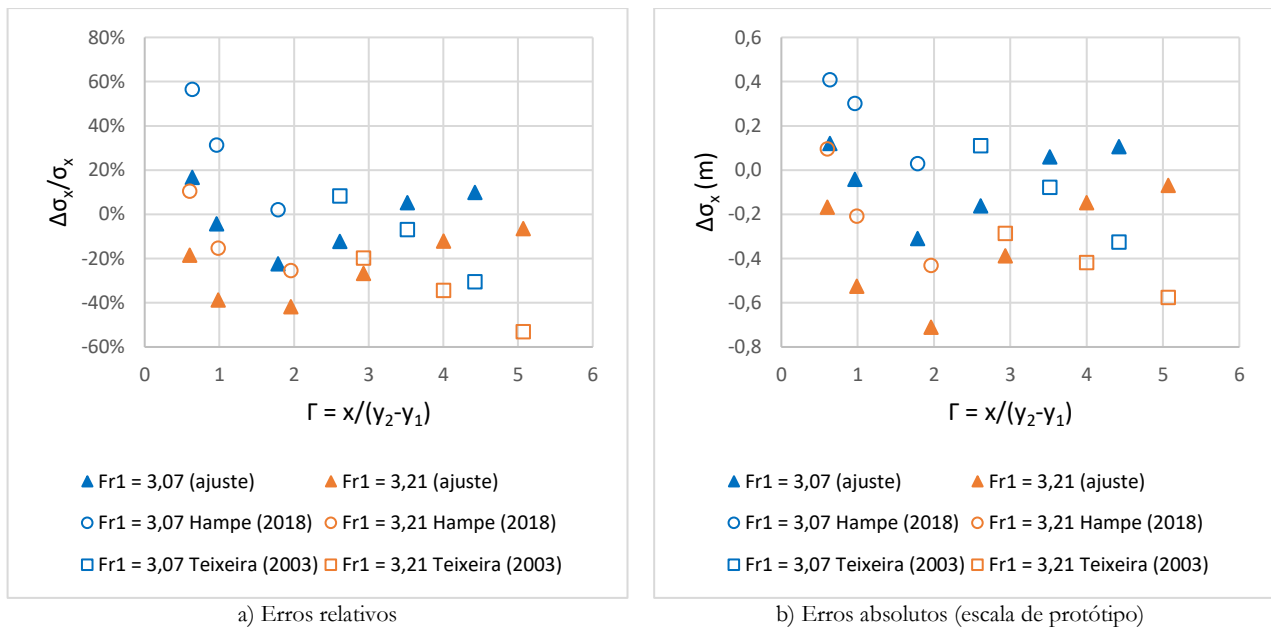 80%
60%
40%
20%
0%
-20%
-40%
-60%
Δσx/σx
0 1 2 3 4 5 6
Γ = x/(y2-y1)
Fr1 = 3,07 (ajuste) Fr1 = 3,21 (ajuste)
Fr1 = 3,07 Hampe (2018) Fr1 = 3,21 Hampe (2018)
Fr1 = 3,07 Teixeira (2003) Fr1 = 3,21 Teixeira (2003)
a) Erros relativos
0,6
0,4
0,2
0,0
-0,2
-0,4
-0,6
-0,8
Δσx (m)
0 1 2 3 4 5 6
Γ = x/(y2-y1)
Fr1 = 3,07 (ajuste) Fr1 = 3,21 (ajuste)
Fr1 = 3,07 Hampe (2018) Fr1 = 3,21 Hampe (2018)
Fr1 = 3,07 Teixeira (2003) Fr1 = 3,21 Teixeira (2003)
b) Erros absolutos (escala de protótipo)